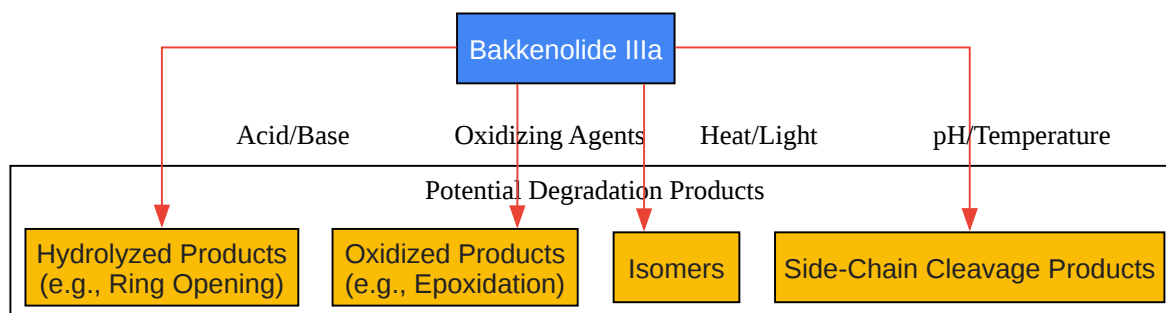 Bakkenolide IIIa
Acid/Base
Oxidizing Agents
Heat/Light
pH/Temperature
Potential Degradation Products
Hydrolyzed Products
(e.g., Ring Opening)
Oxidized Products
(e.g., Epoxidation)
Isomers
Side-Chain Cleavage Products